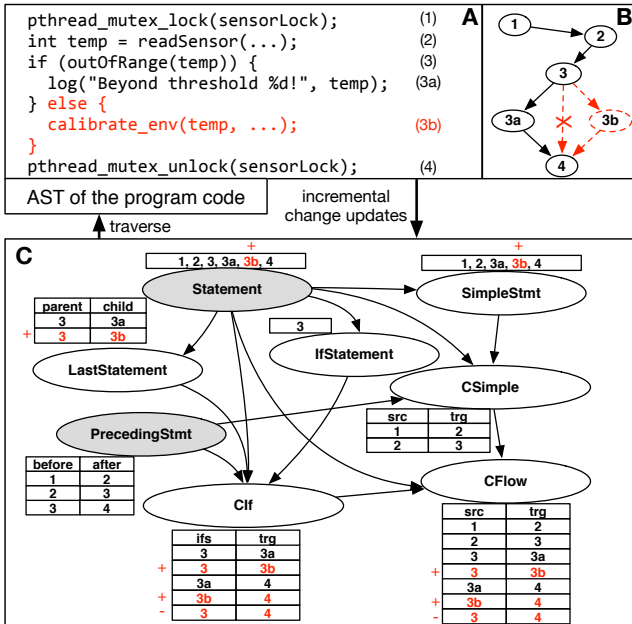 pthread_mutex_lock(sensorLock); (1)
int temp = readSensor(...); (2)
if (outOfRange(temp)) { (3)
log("Beyond threshold %d!", temp); (3a)
} else {
calibrate_env(temp, ...); (3b)
}
pthread_mutex_unlock(sensorLock); (4)
A
B
1
2
3
3a
3b
4
AST of the program code
traverse
incremental
change updates
C
+
1, 2, 3, 3a, 3b, 4
Statement
+
1, 2, 3, 3a, 3b, 4
SimpleStmt
parent child
3 3a
+ 3 3b
LastStatement
3
IfStatement
CSimple
src trg
1 2
2 3
PrecedingStmt
before after
1 2
2 3
3 4
CIf
ifs trg
3 3a
+ 3 3b
3a 4
+ 3b 4
- 3 4
CFlow
src trg
1 2
2 3
3 3a
+ 3 3b
3a 4
+ 3b 4
- 3 4